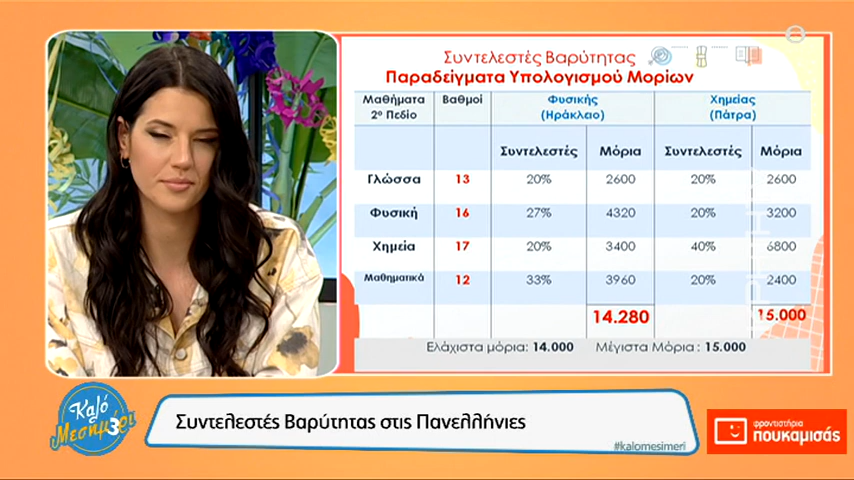 Συντελεστές Βαρύτητας
Παραδείγματα Υπολογισμού Μορίων
Μαθήματα 2ο Πεδίο Βαθμοί Φυσικής (Ηράκλειο) Χημείας (Πάτρα)
Συντελεστές Μόρια Συντελεστές Μόρια
Γλώσσα 13 20% 2600 20% 2600
Φυσική 16 27% 4320 20% 3200
Χημεία 17 20% 3400 40% 6800
Μαθηματικά 12 33% 3960 20% 2400
14.280 15.000
Ελάχιστα μόρια: 14.000 Μέγιστα Μόρια : 15.000
Καλό
Μεσημέρι
3
Συντελεστές Βαρύτητας στις Πανελλήνιες
#kalomesimeri
φροντιστήρια
πουκαμισάς